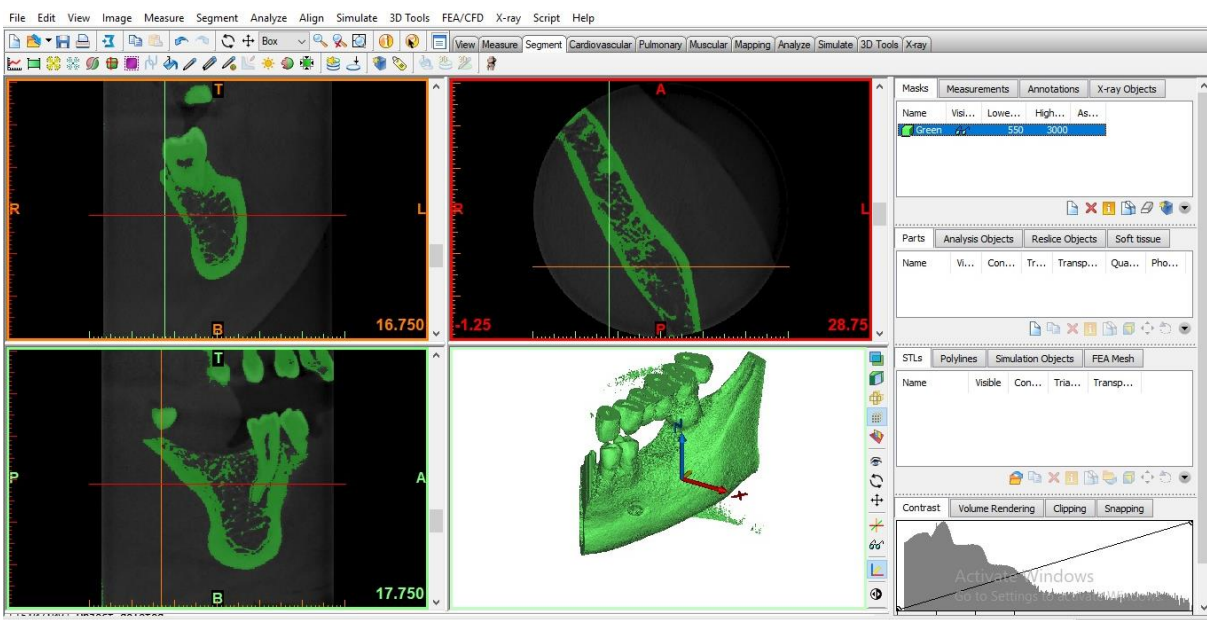 File Edit View Image Measure Segment Analyze Align Simulate 3D Tools FEA/CFD X-ray Script Help
Box
View Measure Segment Cardiovascular Pulmonary Muscular Mapping Analyze Simulate 3D Tools X-ray
T
R
L
B
16.750
A
R
L
P
-1.25
28.75
T
P
A
B
17.750
X
Masks Measurements Annotations X-ray Objects
Name Visi... Lowe... High... As...
Green 550 3000
Parts Analysis Objects Reslice Objects Soft tissue
Name Vi... Con... Tr... Transp... Qua... Pho...
STLs Polylines Simulation Objects FEA Mesh
Name Visible Con... Tria... Transp...
Contrast Volume Rendering Clipping Snapping
Activate Windows
Go to Settings to activate Windows.